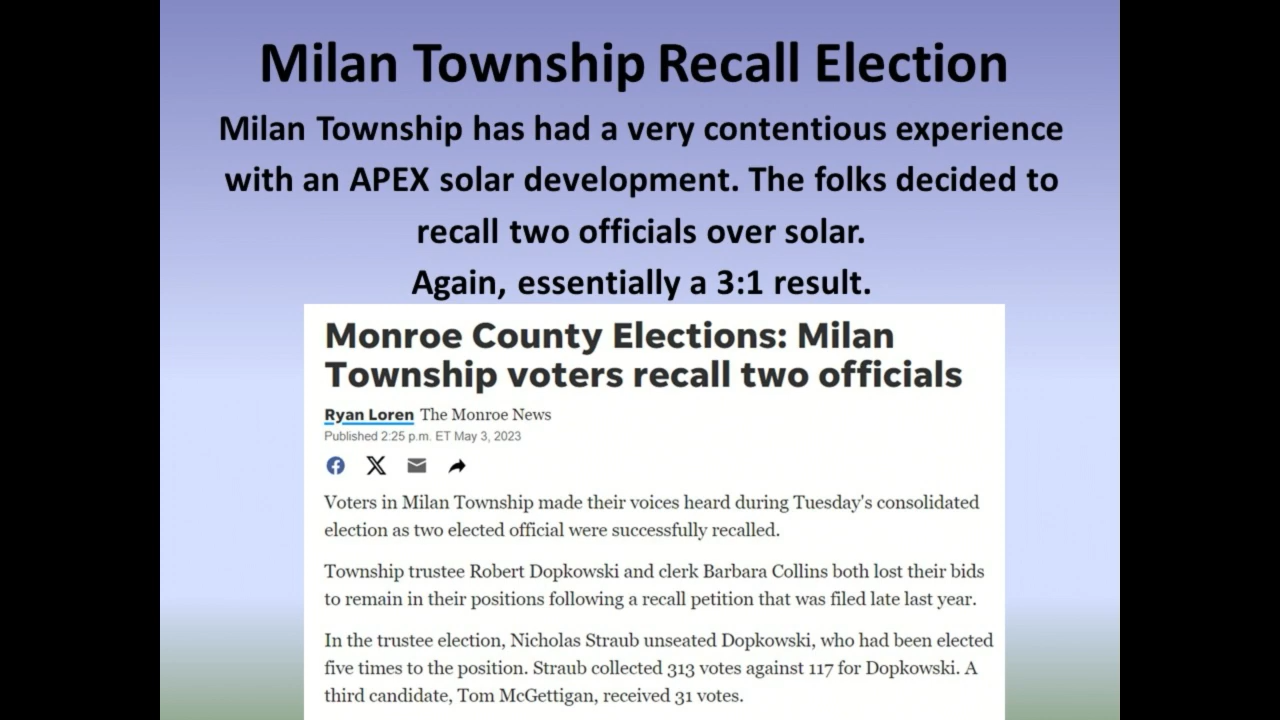 Milan Township Recall Election
Milan Township has had a very contentious experience
with an APEX solar development. The folks decided to
recall two officials over solar.
Again, essentially a 3:1 result.
Monroe County Elections: Milan
Township voters recall two officials
Ryan Loren The Monroe News
Published 2:25 p.m. ET May 3, 2023
Voters in Milan Township made their voices heard during Tuesday's consolidated
election as two elected official were successfully recalled.
Township trustee Robert Dopkowski and clerk Barbara Collins both lost their bids
to remain in their positions following a recall petition that was filed late last year.
In the trustee election, Nicholas Straub unseated Dopkowski, who had been elected
five times to the position. Straub collected 313 votes against 117 for Dopkowski. A
third candidate, Tom McGettigan, received 31 votes.